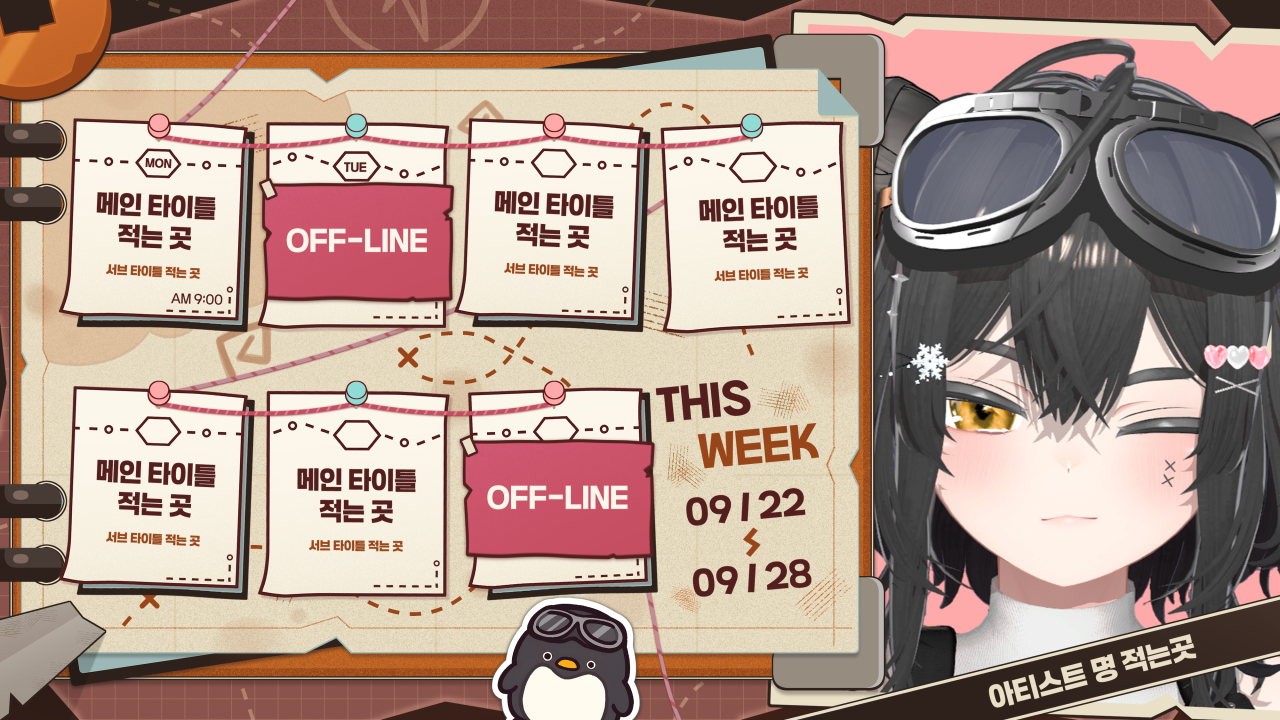 MON
메인 타이틀
적는 곳
서브 타이틀 적는 곳
AM 9:00
TUE
OFF-LINE
메인 타이틀
적는 곳
서브 타이틀 적는 곳
메인 타이틀
적는 곳
서브 타이틀 적는 곳
메인 타이틀
적는 곳
서브 타이틀 적는 곳
메인 타이틀
적는 곳
서브 타이틀 적는 곳
OFF-LINE
THIS
WEEK
09 / 22
09 / 28
아티스트 명 적는곳